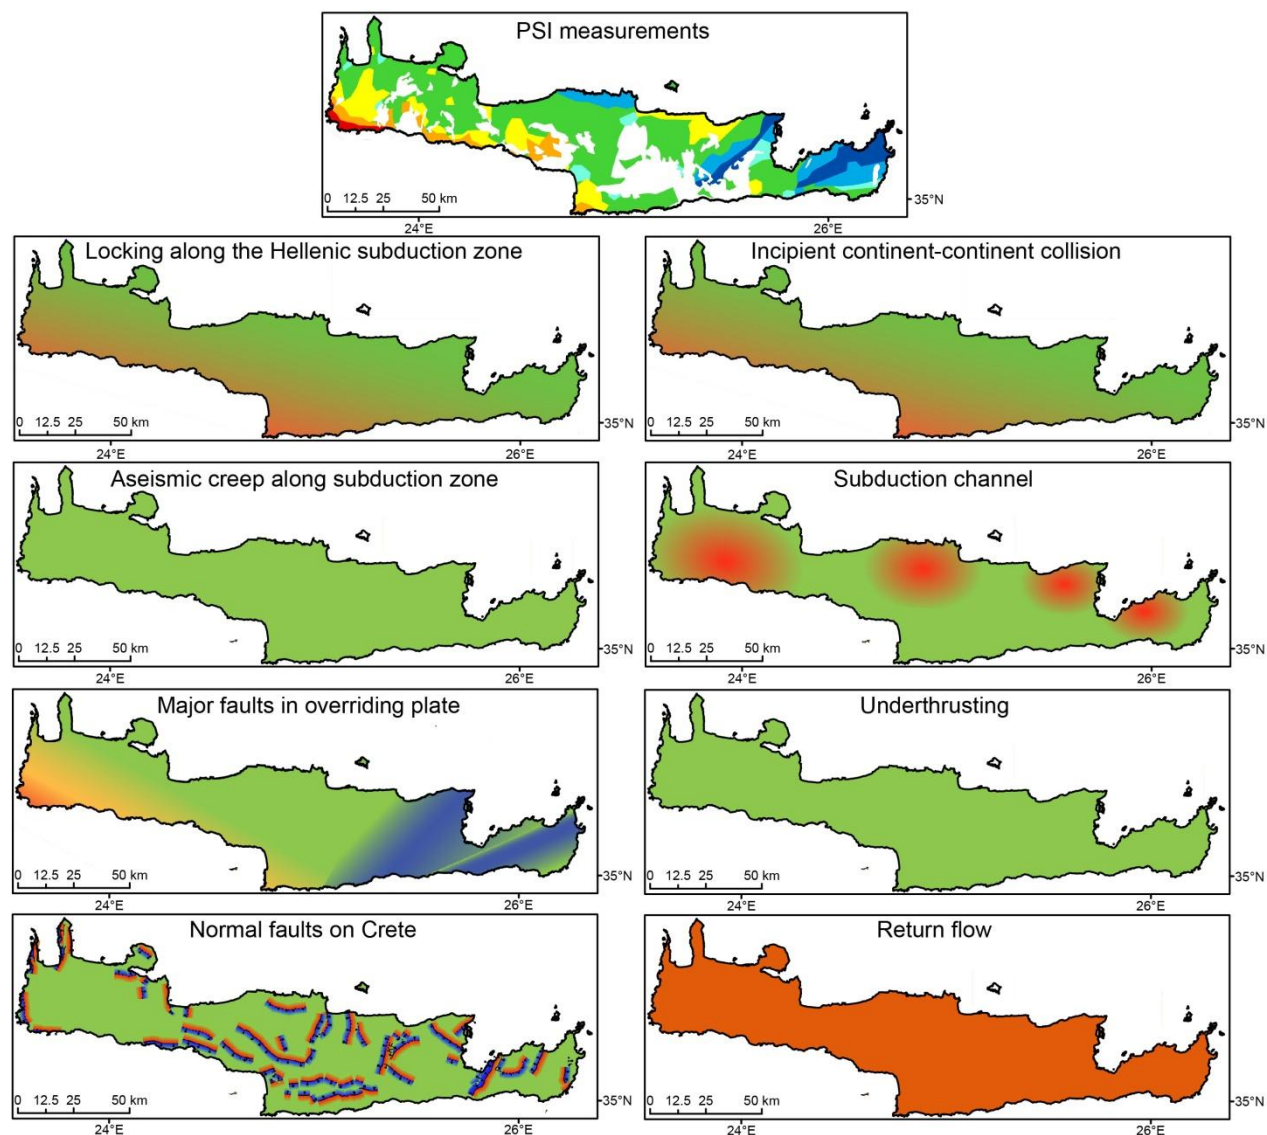 PSI measurements
0 12.5 25 50 km
35°N
24°E 26°E
Locking along the Hellenic subduction zone
0 12.5 25 50 km
35°N
24°E 26°E
Incipient continent-continent collision
0 12.5 25 50 km
35°N
24°E 26°E
Aseismic creep along subduction zone
0 12.5 25 50 km
35°N
24°E 26°E
Subduction channel
0 12.5 25 50 km
35°N
24°E 26°E
Major faults in overriding plate
0 12.5 25 50 km
35°N
24°E 26°E
Underthrusting
0 12.5 25 50 km
35°N
24°E 26°E
Normal faults on Crete
0 12.5 25 50 km
35°N
24°E 26°E
Return flow
0 12.5 25 50 km
35°N
24°E 26°E